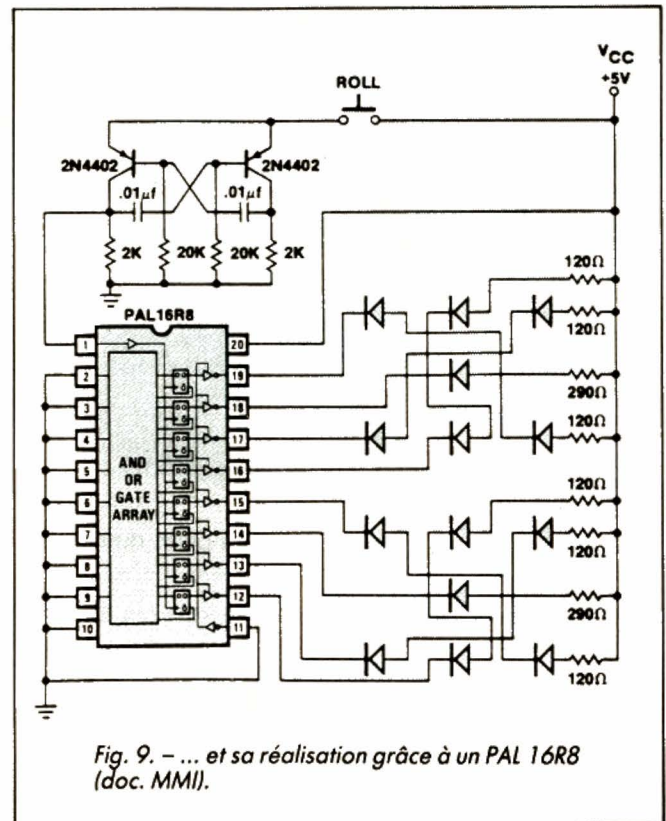 VCC
+5V
ROLL
2N4402
2N4402
.01μf
.01μf
2K
20K
20K
2K
PAL16R8
120Ω
120Ω
290Ω
120Ω
120Ω
120Ω
290Ω
120Ω
1
2
3
4
5
6
7
8
9
10
AND
OR
GATE
ARRAY
20
19
18
17
16
15
14
13
12
11
Fig. 9. – ... et sa réalisation grâce à un PAL 16R8
(doc. MMI).